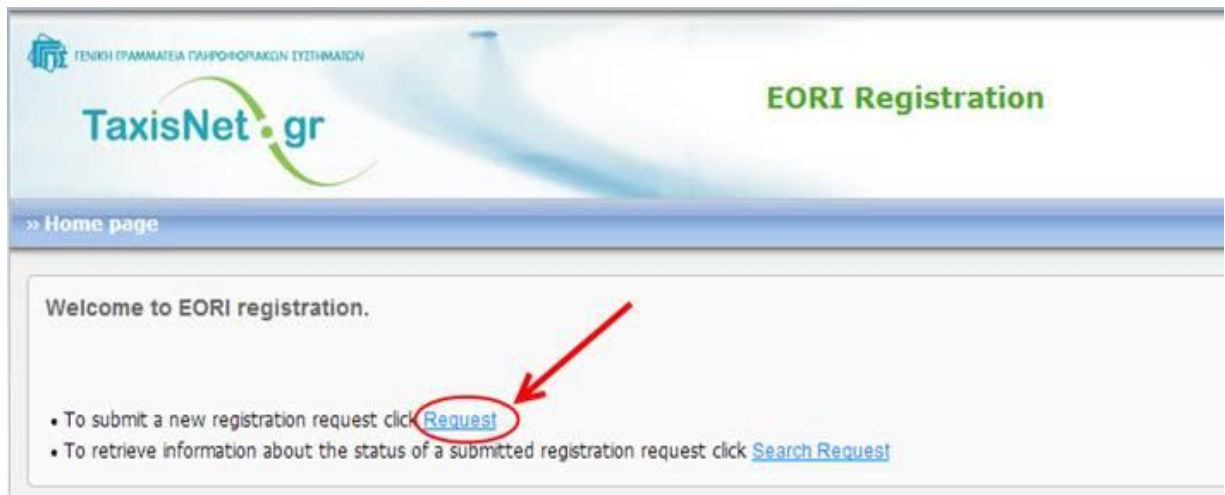 ΓΕΝΙΚΗ ΓΡΑΜΜΑΤΕΙΑ ΠΛΗΡΟΦΟΡΙΑΚΩΝ ΣΥΣΤΗΜΑΤΩΝ
TaxisNet.gr
EORI Registration
» Home page
Welcome to EORI registration.
• To submit a new registration request click Request
• To retrieve information about the status of a submitted registration request click Search Request